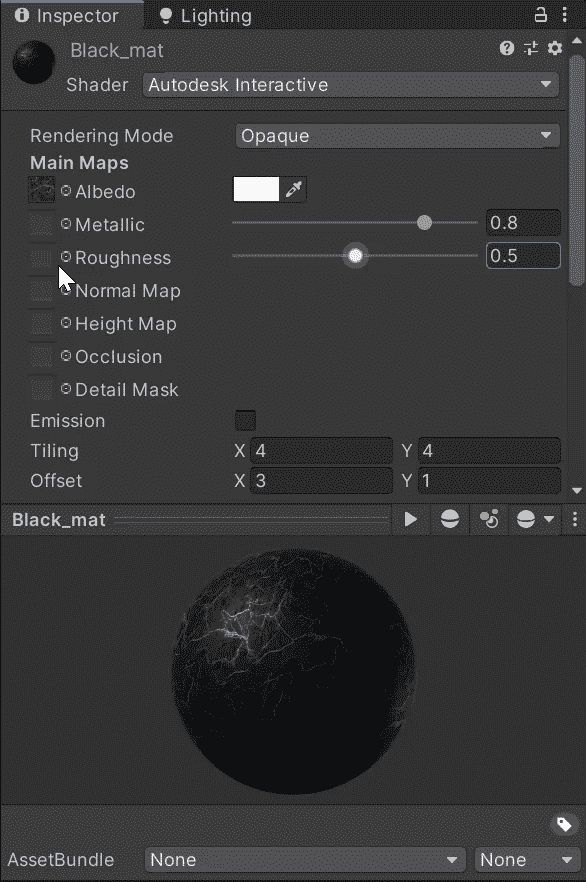 Inspector Lighting
Black_mat
Shader Autodesk Interactive
Rendering Mode Opaque
Main Maps
Albedo
Metallic 0.8
Roughness 0.5
Normal Map
Height Map
Occlusion
Detail Mask
Emission
Tiling X 4 Y 4
Offset X 3 Y 1
Black_mat
AssetBundle None None